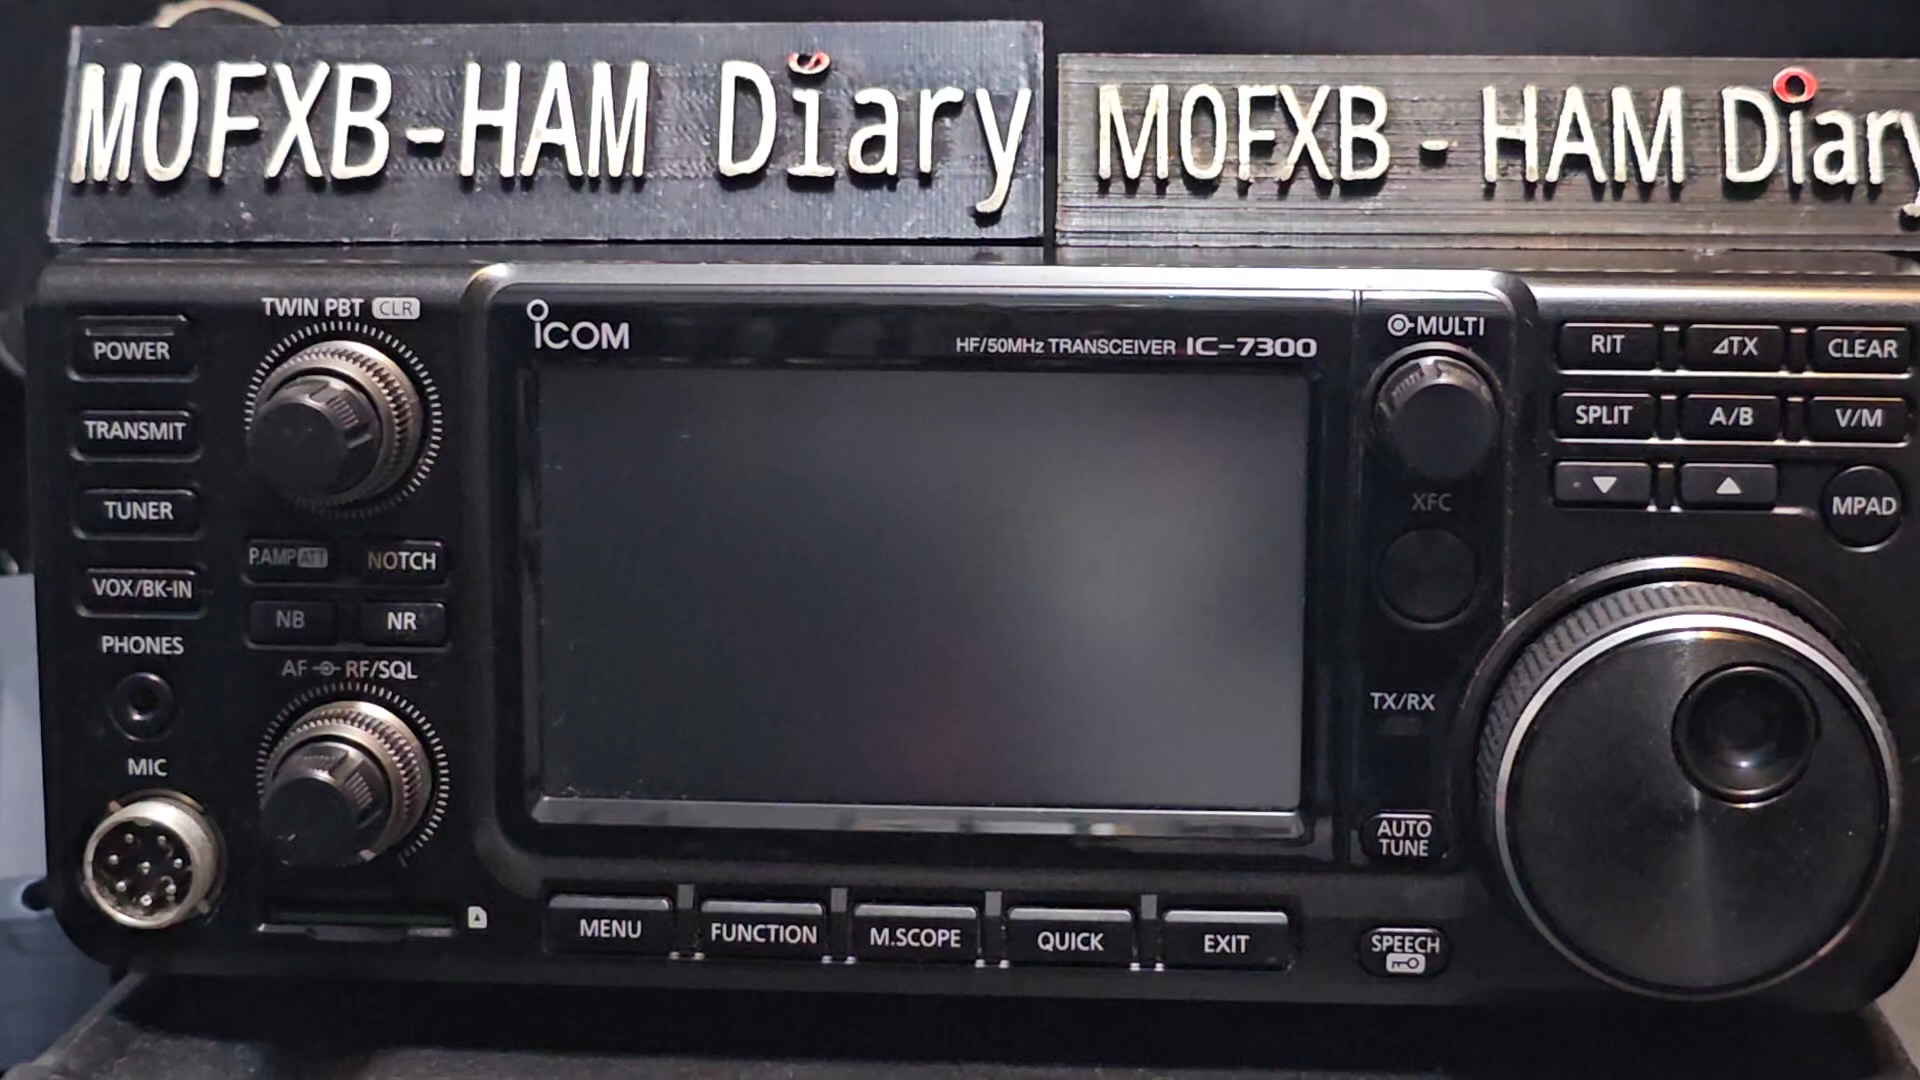 M0FXB-HAM Diary
M0FXB - HAM Diary
TWIN PBT CLR
POWER
TRANSMIT
TUNER
VOX/BK-IN
P.AMP ATT
NOTCH
NB
NR
PHONES
AF RF/SQL
MIC
ICOM
HF/50MHz TRANSCEIVER IC-7300
MENU
FUNCTION
M.SCOPE
QUICK
EXIT
MULTI
XFC
TX/RX
AUTO
TUNE
SPEECH
RIT
⊿TX
CLEAR
SPLIT
A/B
V/M
▼
▲
MPAD